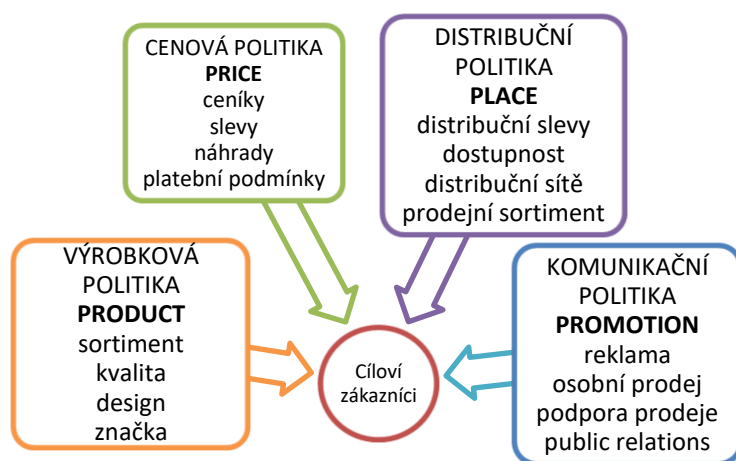 CENOVÁ POLITIKA
PRICE
ceníky
slevy
náhrady
platební podmínky
DISTRIBUČNÍ
POLITIKA
PLACE
distribuční slevy
dostupnost
distribuční sítě
prodejní sortiment
VÝROBKOVÁ
POLITIKA
PRODUCT
sortiment
kvalita
design
značka
Cíloví
zákazníci
KOMUNIKAČNÍ
POLITIKA
PROMOTION
reklama
osobní prodej
podpora prodeje
public relations